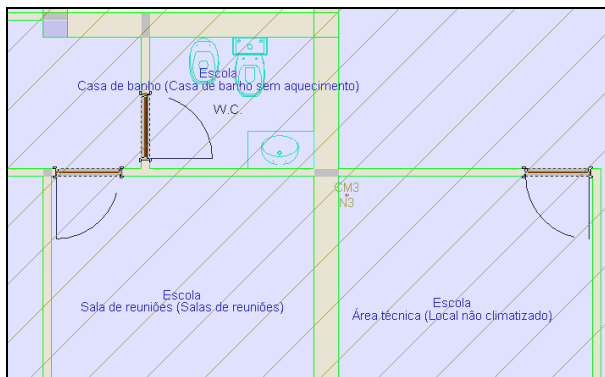 Escola
Casa de banho (Casa de banho sem aquecimento)
W.C.
CM3
N3
Escola
Sala de reuniões (Salas de reuniões)
Escola
Área técnica (Local não climatizado)